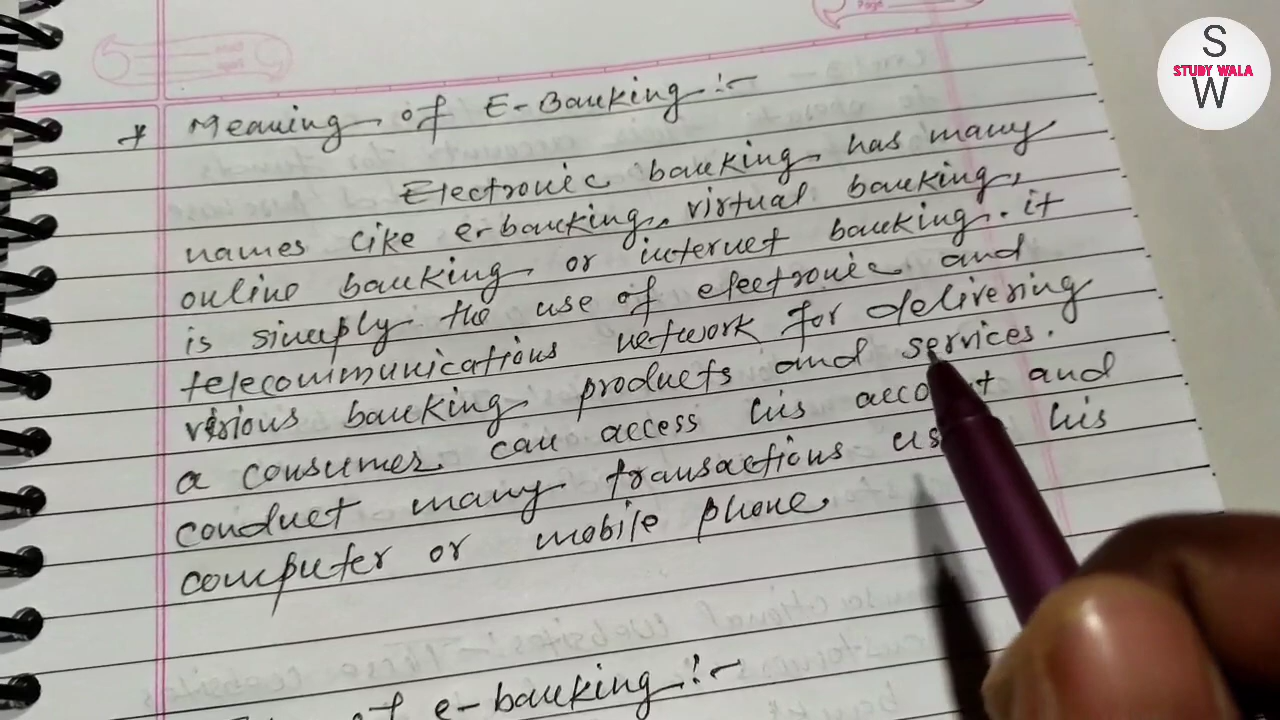 S
STUDY WALA
W
* Meaning of E-Banking :-
Electronic banking has many
names like e-banking, virtual banking,
online banking or internet banking. it
is simply the use of electronic and
telecommunications network for delivering
virious banking products and services.
a consumer can access his account and
conduct many transactions his
computer or mobile phone.
of e-banking :-